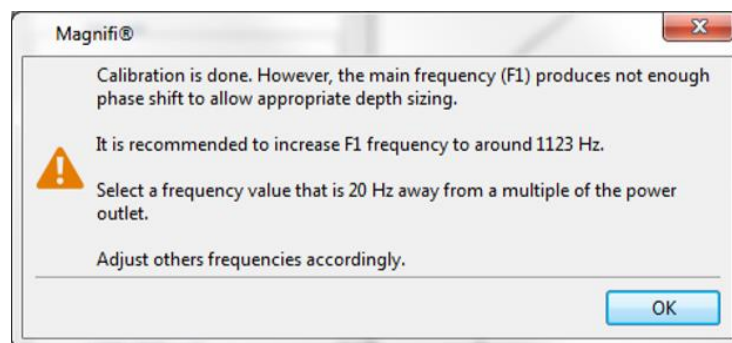 Magnifi®
Calibration is done. However, the main frequency (F1) produces not enough
phase shift to allow appropriate depth sizing.
It is recommended to increase F1 frequency to around 1123 Hz.
Select a frequency value that is 20 Hz away from a multiple of the power
outlet.
Adjust others frequencies accordingly.
OK